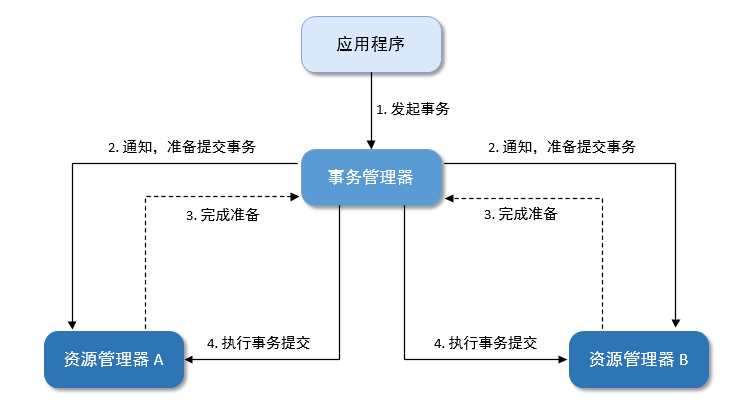 应用程序
1. 发起事务
2. 通知，准备提交事务
2. 通知，准备提交事务
事务管理器
3. 完成准备
3. 完成准备
4. 执行事务提交
4. 执行事务提交
资源管理器 A
资源管理器 B